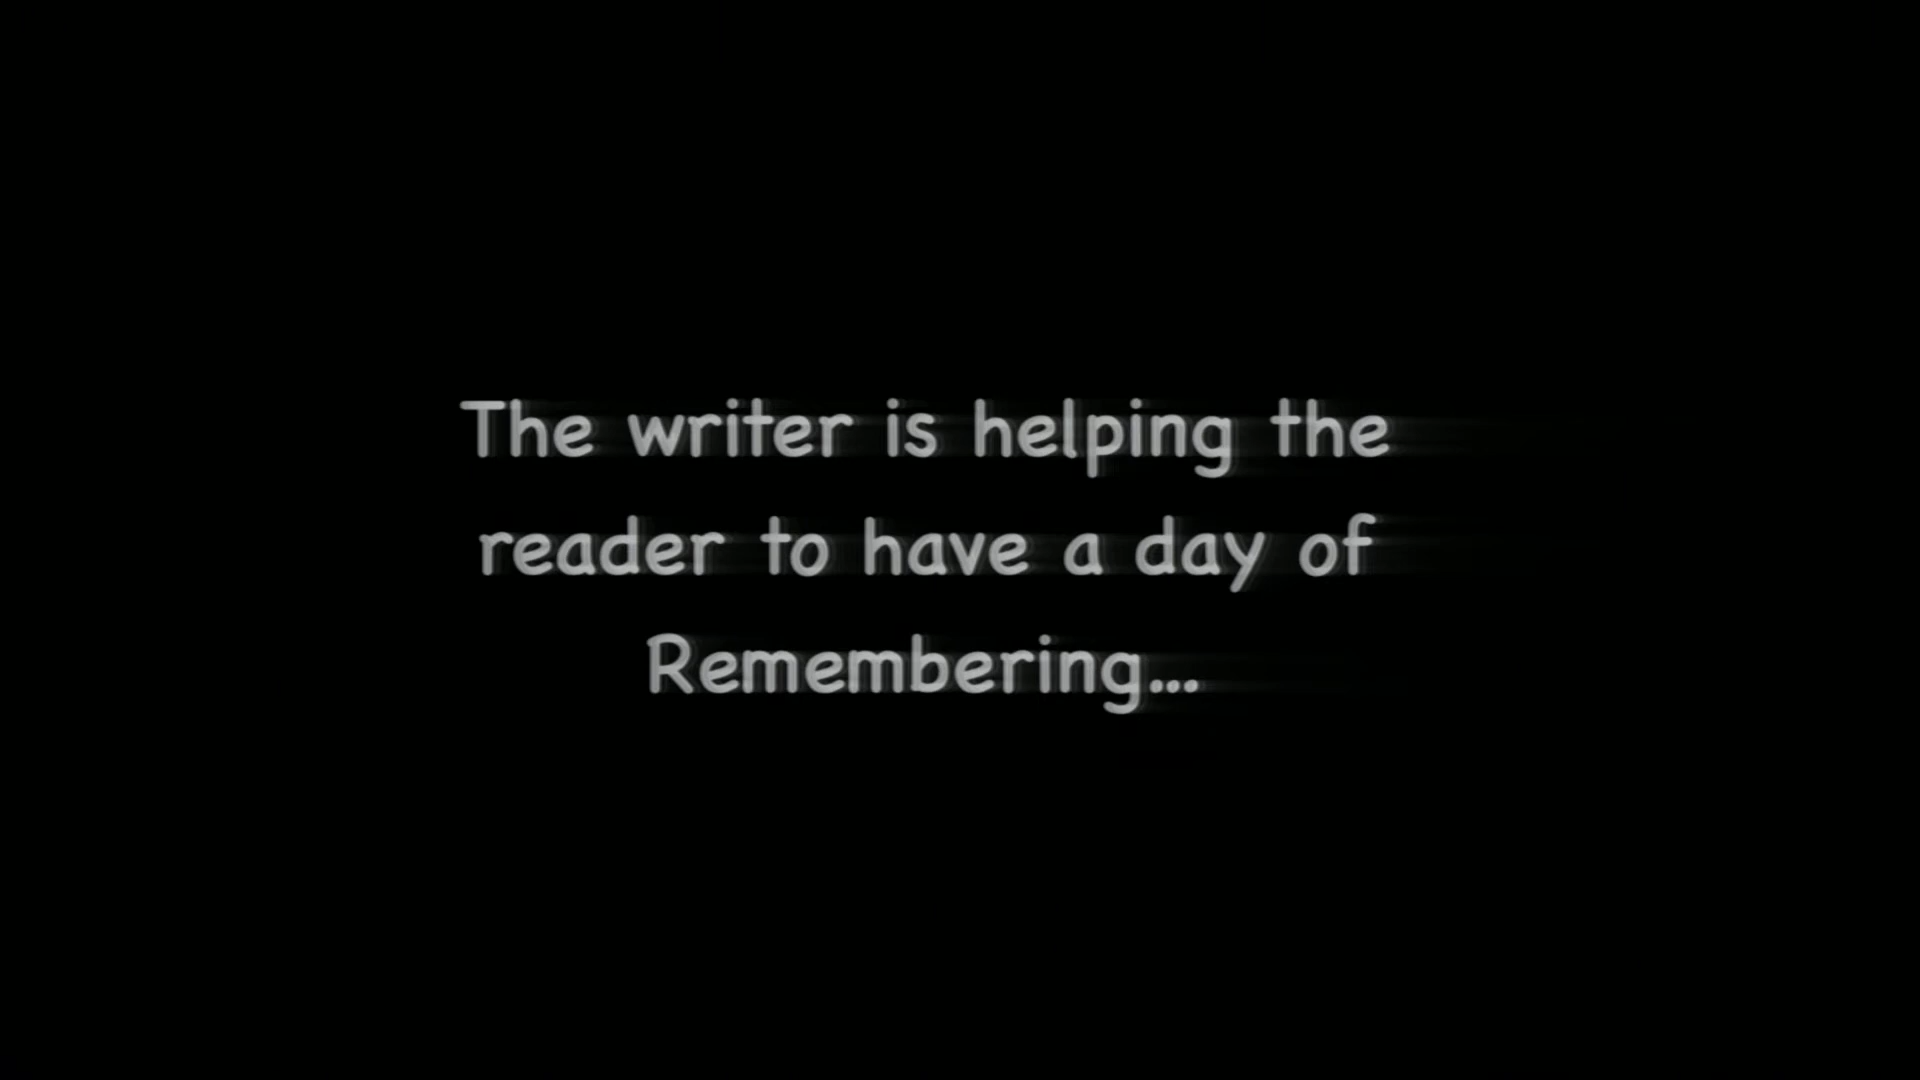 The writer is helping the
reader to have a day of
Remembering...